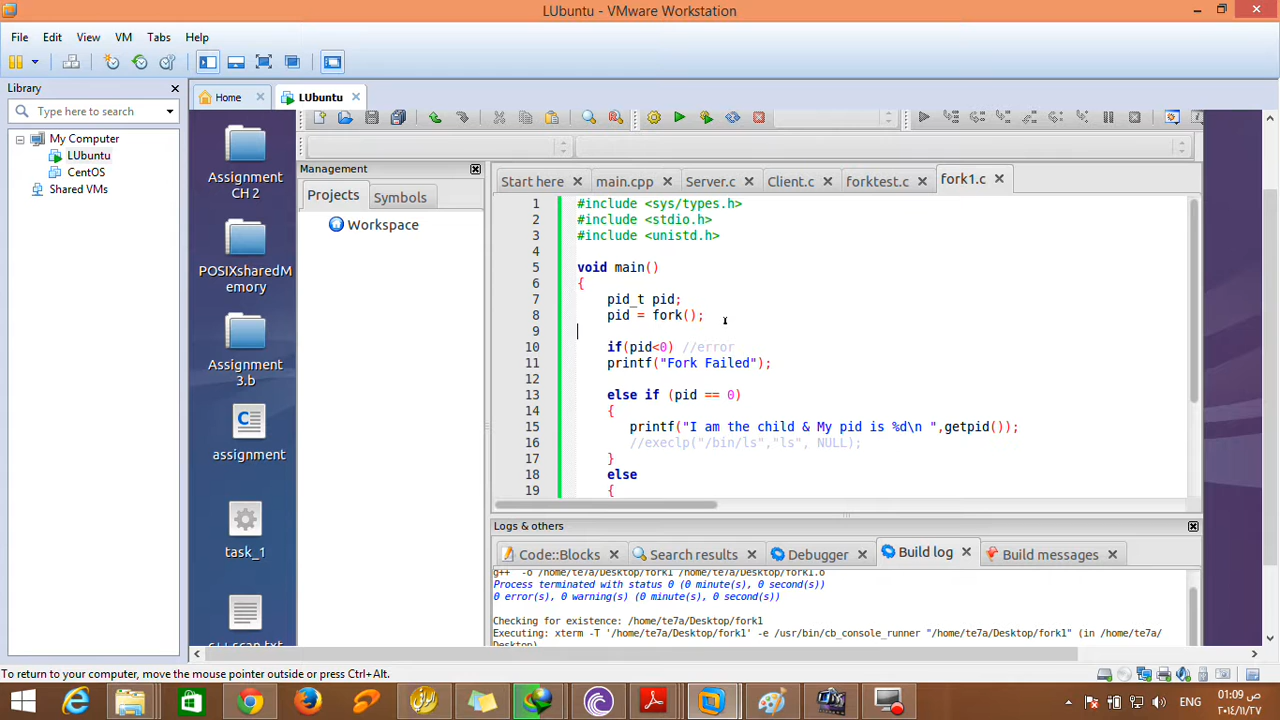 LUbuntu - VMware Workstation
File Edit View VM Tabs Help
Library
Type here to search
My Computer
LUbuntu
CentOS
Shared VMs
Home
LUbuntu
Assignment
CH 2
POSIXsharedM
emory
Assignment
3.b
assignment
task_1
Management
Projects Symbols
Workspace
Start here main.cpp Server.c Client.c forktest.c fork1.c
1 #include <sys/types.h>
2 #include <stdio.h>
3 #include <unistd.h>
4
5 void main()
6 {
7 pid_t pid;
8 pid = fork();
9
10 if(pid<0) //error
11 printf("Fork Failed");
12
13 else if (pid == 0)
14 {
15 printf("I am the child & My pid is %d\n ",getpid());
16 //execlp("/bin/ls","ls", NULL);
17 }
18 else
19 {
Logs & others
Code::Blocks Search results Debugger Build log Build messages
g++ -o /home/te7a/Desktop/fork1 /home/te7a/Desktop/fork1.o
Process terminated with status 0 (0 minute(s), 0 second(s))
0 error(s), 0 warning(s) (0 minute(s), 0 second(s))
Checking for existence: /home/te7a/Desktop/fork1
Executing: xterm -T '/home/te7a/Desktop/fork1' -e /usr/bin/cb_console_runner "/home/te7a/Desktop/fork1" (in /home/te7a/
Desktop)
To return to your computer, move the mouse pointer outside or press Ctrl+Alt.
ENG
01:09 ص
٢٠١٤/١١/٢٧